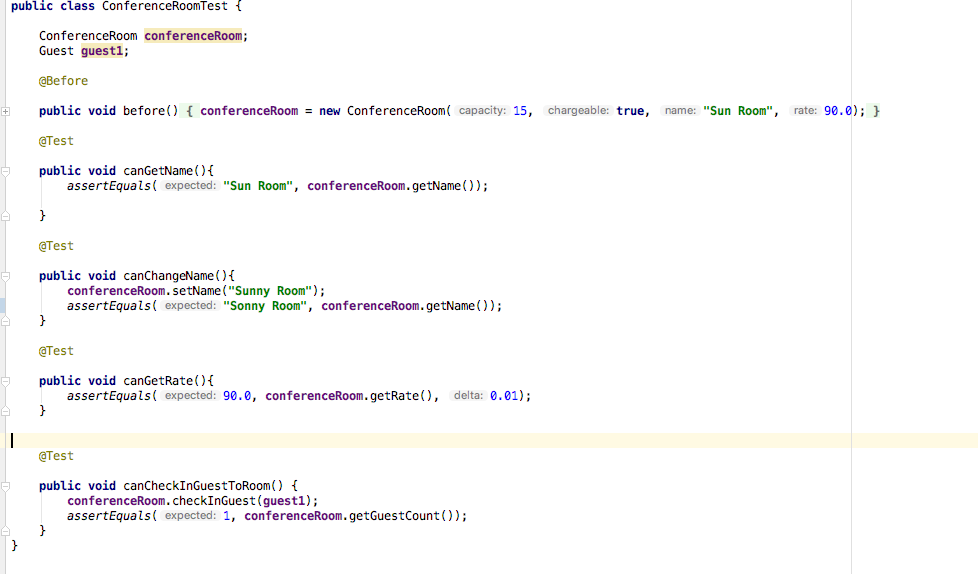 public class ConferenceRoomTest {
ConferenceRoom conferenceRoom;
Guest guest1;
@Before
public void before() { conferenceRoom = new ConferenceRoom( capacity: 15, chargeable: true, name: "Sun Room", rate: 90.0); }
@Test
public void canGetName(){
assertEquals( expected: "Sun Room", conferenceRoom.getName());
}
@Test
public void canChangeName(){
conferenceRoom.setName("Sunny Room");
assertEquals( expected: "Sonny Room", conferenceRoom.getName());
}
@Test
public void canGetRate(){
assertEquals( expected: 90.0, conferenceRoom.getRate(), delta: 0.01);
}
@Test
public void canCheckInGuestToRoom() {
conferenceRoom.checkInGuest(guest1);
assertEquals( expected: 1, conferenceRoom.getGuestCount());
}
}